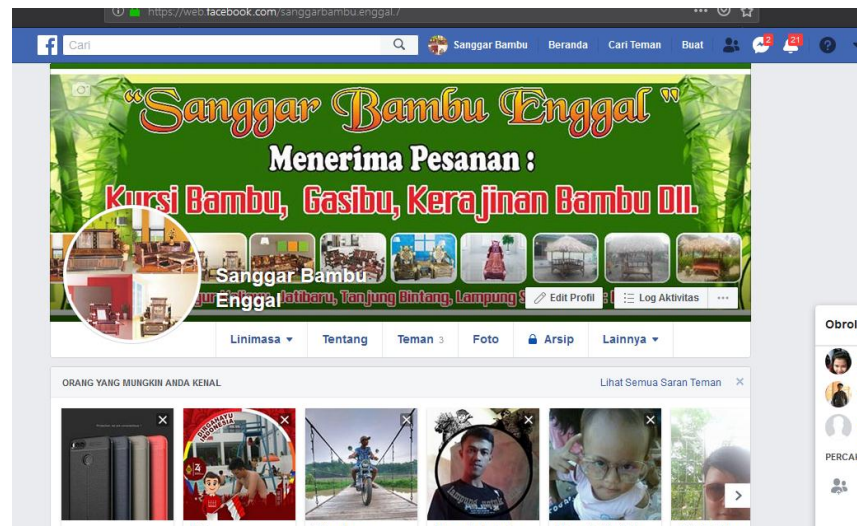 https://web.facebook.com/sanggarbambu.enggal./
Cari
Sanggar Bambu
Beranda
Cari Teman
Buat
2
21
"Sanggar Bambu Enggal"
Menerima Pesanan :
Kursi Bambu, Gasibu, Kerajinan Bambu Dll.
Sanggar Bambu
Enggal
Jatibaru, Tanjung Bintang, Lampung
Edit Profil
Log Aktivitas
Linimasa
Tentang
Teman 3
Foto
Arsip
Lainnya
Obrol
ORANG YANG MUNGKIN ANDA KENAL
Lihat Semua Saran Teman
DIRGAHAYU
INDONESIA
PERCAK